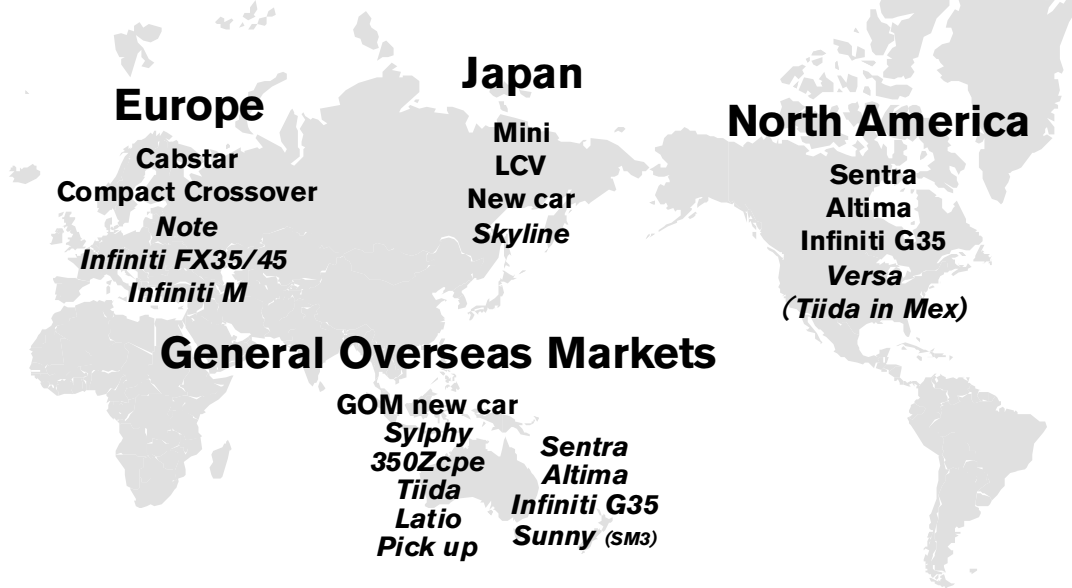 Europe
Cabstar
Compact Crossover
Note
Infiniti FX35/45
Infiniti M
Japan
Mini
LCV
New car
Skyline
North America
Sentra
Altima
Infiniti G35
Versa
(Tiida in Mex)
General Overseas Markets
GOM new car
Sylphy
350Zcpe
Tiida
Latio
Pick up
Sentra
Altima
Infiniti G35
Sunny (SM3)